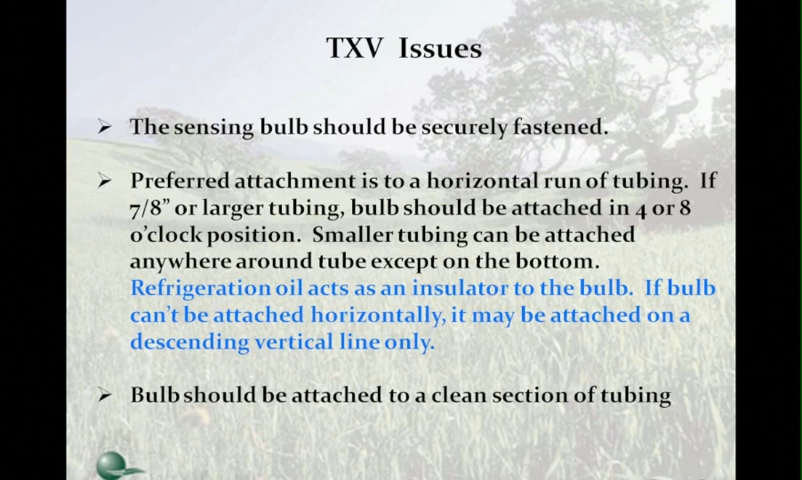 TXV Issues
The sensing bulb should be securely fastened.
Preferred attachment is to a horizontal run of tubing. If
7/8” or larger tubing, bulb should be attached in 4 or 8
o’clock position. Smaller tubing can be attached
anywhere around tube except on the bottom.
Refrigeration oil acts as an insulator to the bulb. If bulb
can’t be attached horizontally, it may be attached on a
descending vertical line only.
Bulb should be attached to a clean section of tubing